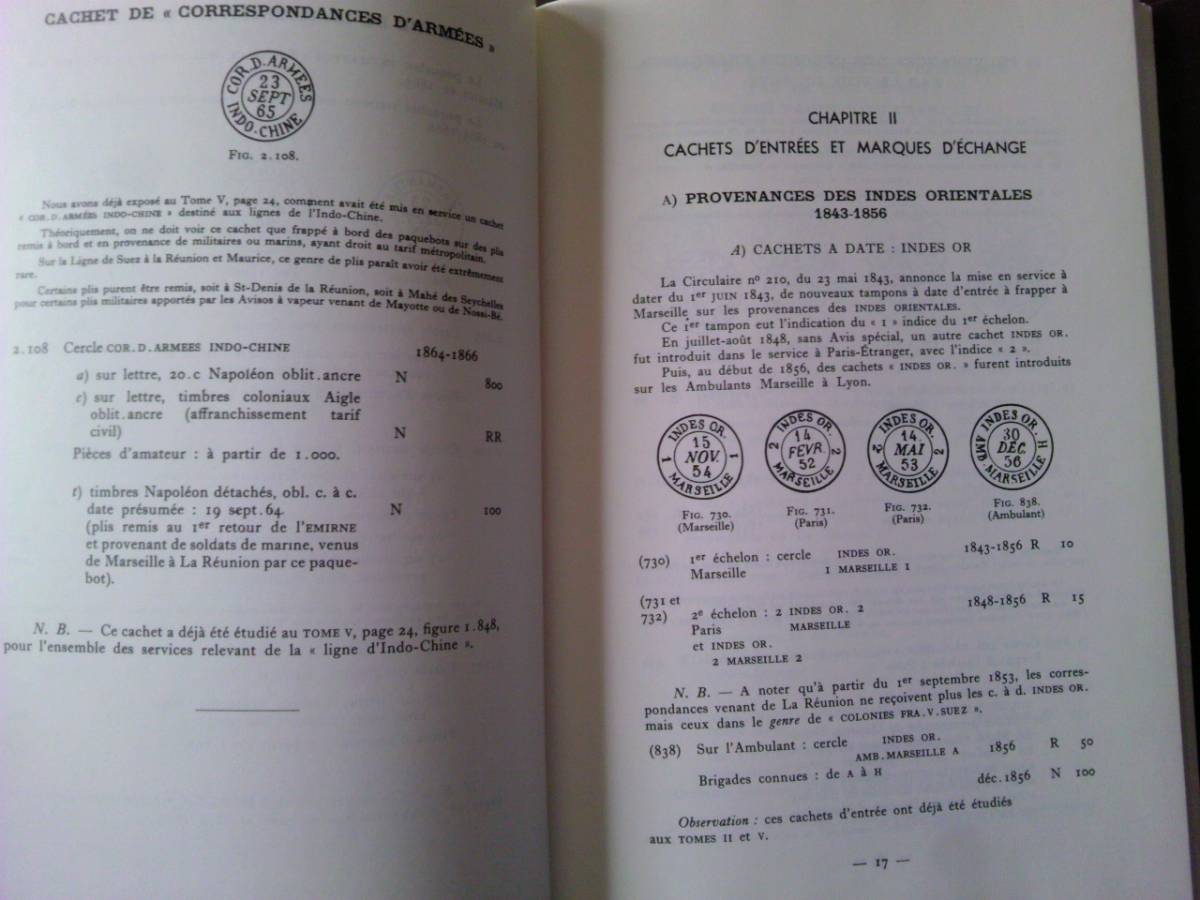 CACHET DE « CORRESPONDANCES D'ARMÉES »
COR. D. ARMÉES
23
SEPT
65
INDO-CHINE
FIG. 2.108.
Nous avons déjà exposé au Tome V, page 24, comment avait été mis en service un cachet
« COR. D. ARMÉES INDO-CHINE » destiné aux lignes de l'Indo-Chine.
Théoriquement, on ne doit voir ce cachet que frappé à bord des paquebots sur des plis
remis à bord et en provenance de militaires ou marins, ayant droit au tarif métropolitain.
Sur la Ligne de Suez à la Réunion et Maurice, ce genre de plis paraît avoir été extrêmement
rare.
Certains plis purent être remis, soit à St-Denis de la Réunion, soit à Mahé des Seychelles
pour certains plis militaires apportés par les Avisos à vapeur venant de Mayotte ou de Nossi-Bé.
2.108 Cercle COR.D.ARMEES INDO-CHINE 1864-1866
a) sur lettre, 20.c Napoléon oblit.ancre N 800
c) sur lettre, timbres coloniaux Aigle
oblit.ancre (affranchissement tarif
civil) N RR
Pièces d'amateur : à partir de 1.000.
t) timbres Napoléon détachés, obl. c. à c.
date présumée : 19 sept.64 N 100
(plis remis au 1er retour de l'EMIRNE
et provenant de soldats de marine, venus
de Marseille à La Réunion par ce paque-
bot).
N. B. — Ce cachet a déjà été étudié au TOME V, page 24, figure 1.848,
pour l'ensemble des services relevant de la « ligne d'Indo-Chine ».
CHAPITRE II
CACHETS D'ENTRÉES ET MARQUES D'ÉCHANGE
A) PROVENANCES DES INDES ORIENTALES
1843-1856
A) CACHETS A DATE : INDES OR
La Circulaire nº 210, du 23 mai 1843, annonce la mise en service à
dater du 1er JUIN 1843, de nouveaux tampons à date d'entrée à frapper à
Marseille sur les provenances des INDES ORIENTALES.
Ce 1er tampon eut l'indication du « 1 » indice du 1er échelon.
En juillet-août 1848, sans Avis spécial, un autre cachet INDES OR.
fut introduit dans le service à Paris-Étranger, avec l'indice « 2 ».
Puis, au début de 1856, des cachets « INDES OR. » furent introduits
sur les Ambulants Marseille à Lyon.
INDES OR.
15
NOV.
54
1 MARSEILLE 1
2 INDES OR. 2
14
FEVR.
52
MARSEILLE
INDES OR.
14
MAI
53
2 MARSEILLE 2
INDES OR.
30
DEC.
56
AMB. MARSEILLE H
FIG. 730.
(Marseille)
FIG. 731.
(Paris)
FIG. 732.
(Paris)
FIG. 838.
(Ambulant)
(730) 1er échelon : cercle INDES OR. 1843-1856 R 10
Marseille 1 MARSEILLE 1
(731 et
732) 2e échelon : 2 INDES OR. 2 1848-1856 R 15
Paris MARSEILLE
et INDES OR.
2 MARSEILLE 2
N. B. — A noter qu'à partir du 1er septembre 1853, les corres-
pondances venant de La Réunion ne reçoivent plus les c. à d. INDES OR.
mais ceux dans le genre de « COLONIES FRA.V.SUEZ ».
(838) Sur l'Ambulant : cercle INDES OR. 1856 R 50
AMB.MARSEILLE A
Brigades connues : de A à H déc.1856 N 100
Observation : ces cachets d'entrée ont déjà été étudiés
aux TOMES II et V.
— 17 —